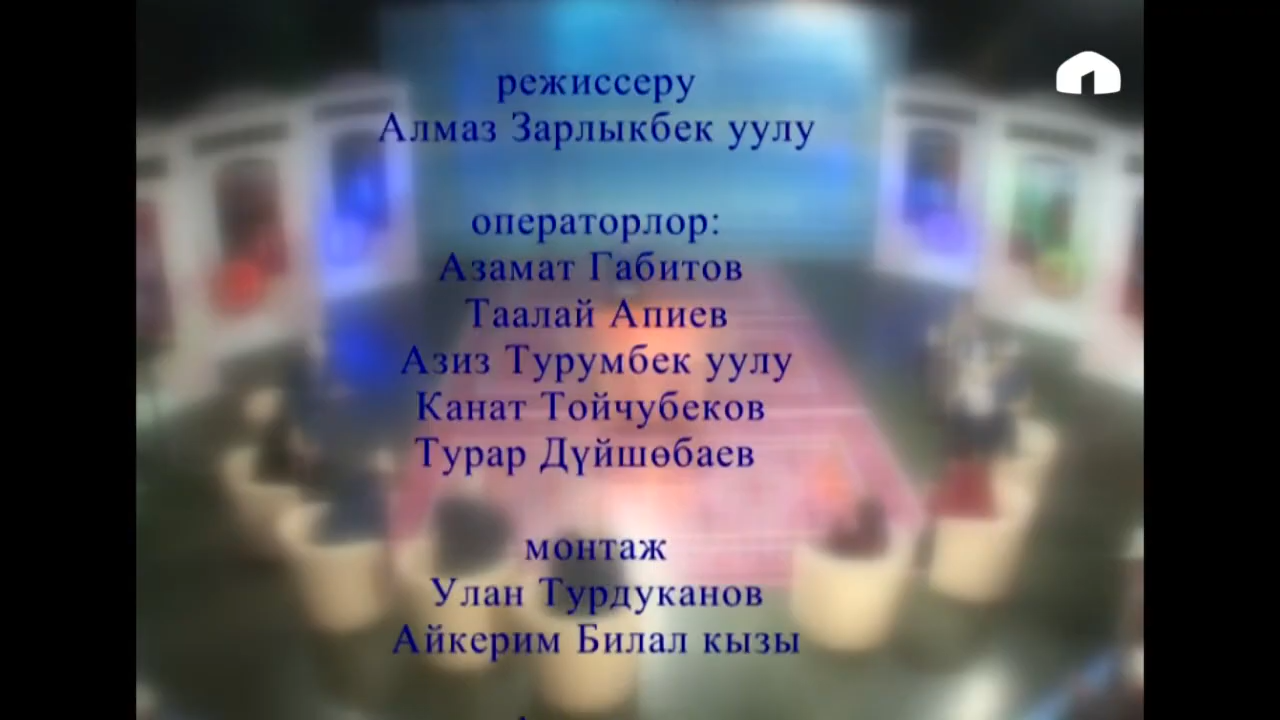 режиссеру
Алмаз Зарлыкбек уулу
операторлор:
Азамат Габитов
Таалай Апиев
Азиз Турумбек уулу
Канат Тойчубеков
Турар Дүйшөбаев
монтаж
Улан Турдуканов
Айкерим Билал кызы